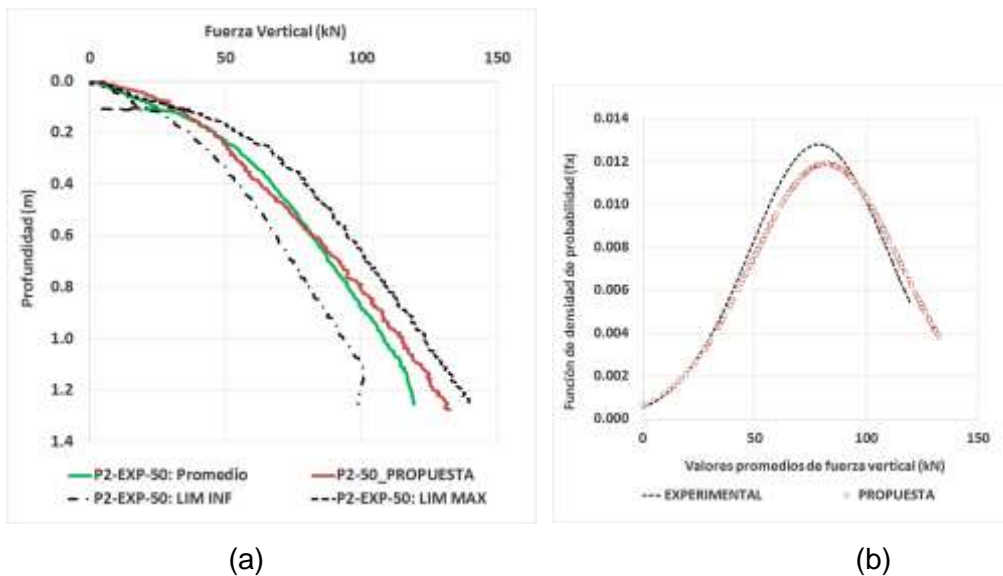 Fuerza Vertical (kN)
0 50 100 150
0.0
0.2
0.4
0.6
0.8
1.0
1.2
1.4
Profundidad (m)
P2-EXP-50: Promedio P2-50_PROPUESTA
P2-EXP-50: LIM INF P2-EXP-50: LIM MAX
(a)
0.014
0.012
0.010
0.008
0.006
0.004
0.002
0.000
Función de densidad de probabilidad (fx)
0 50 100 150
Valores promedios de fuerza vertical (kN)
EXPERIMENTAL PROPUESTA
(b)